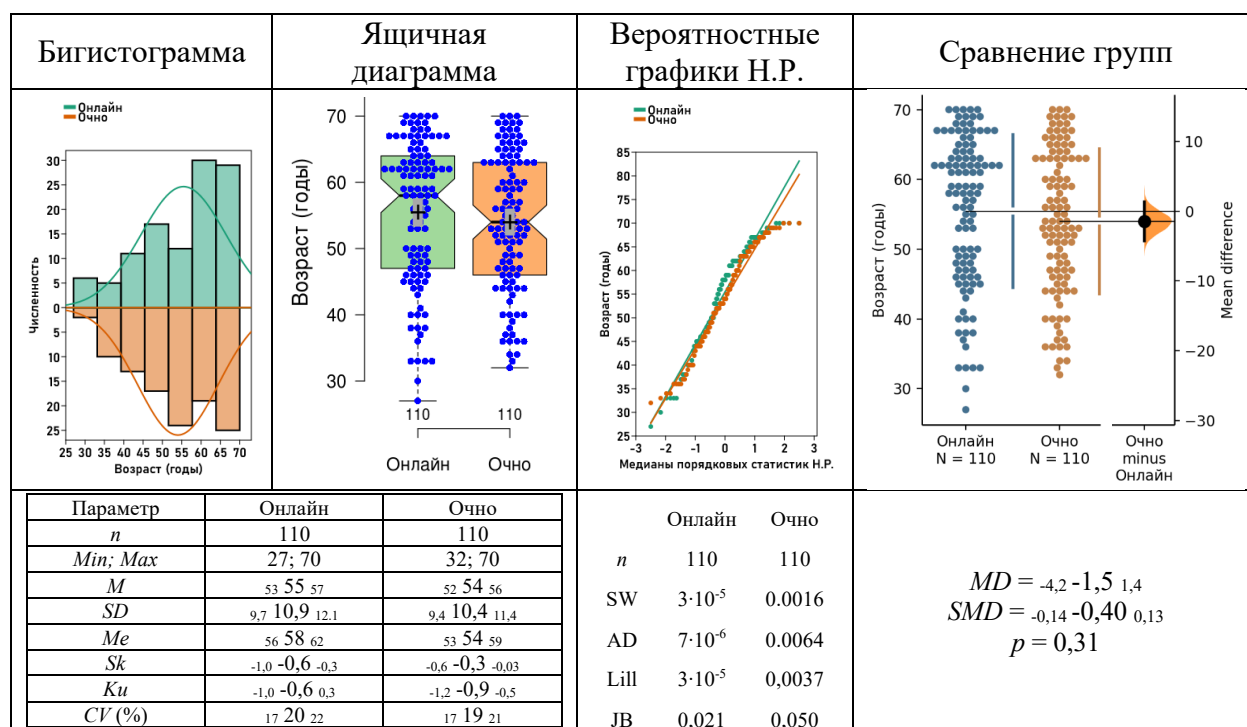 Бигистограмма
Ящичная
диаграмма
Вероятностные
графики Н.Р.
Сравнение групп
Онлайн
Очно
Численность
30
25
20
15
10
5
0
5
10
15
20
25
25 30 35 40 45 50 55 60 65 70
Возраст (годы)
Возраст (годы)
70
60
50
40
30
110 110
Онлайн Очно
Онлайн
Очно
Возраст (годы)
85
80
75
70
65
60
55
50
45
40
35
30
25
-3 -2 -1 0 1 2 3
Медианы порядковых статистик Н.Р.
Возраст (годы)
70
60
50
40
30
10
0
−10
−20
−30
Mean difference
Онлайн
N = 110
Очно
N = 110
Очно
minus
Онлайн
Параметр Онлайн Очно
n 110 110
Min; Max 27; 70 32; 70
M 53 55 57 52 54 56
SD 9,7 10,9 12.1 9,4 10,4 11,4
Me 56 58 62 53 54 59
Sk -1,0 -0,6 -0,3 -0,6 -0,3 -0,03
Ku -1,0 -0,6 0,3 -1,2 -0,9 -0,5
CV (%) 17 20 22 17 19 21
Онлайн Очно
n 110 110
SW 3·10-5 0.0016
AD 7·10-6 0.0064
Lill 3·10-5 0,0037
JB 0,021 0,050
MD = -4,2 -1,5 1,4
SMD = -0,14 -0,40 0,13
p = 0,31